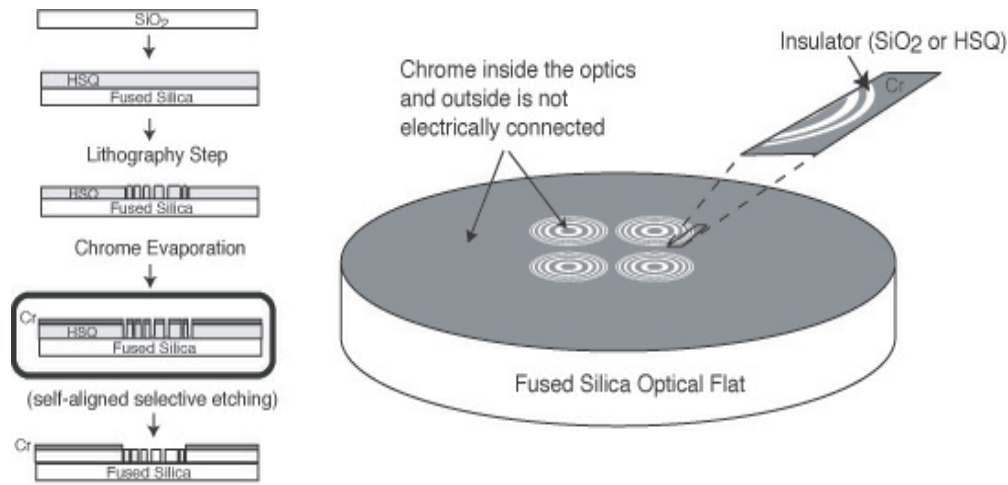 SiO2
HSQ
Fused Silica
Lithography Step
HSQ
Fused Silica
Chrome Evaporation
Cr
HSQ
Fused Silica
(self-aligned selective etching)
Cr
Fused Silica
Insulator (SiO2 or HSQ)
Cr
Chrome inside the optics
and outside is not
electrically connected
Fused Silica Optical Flat